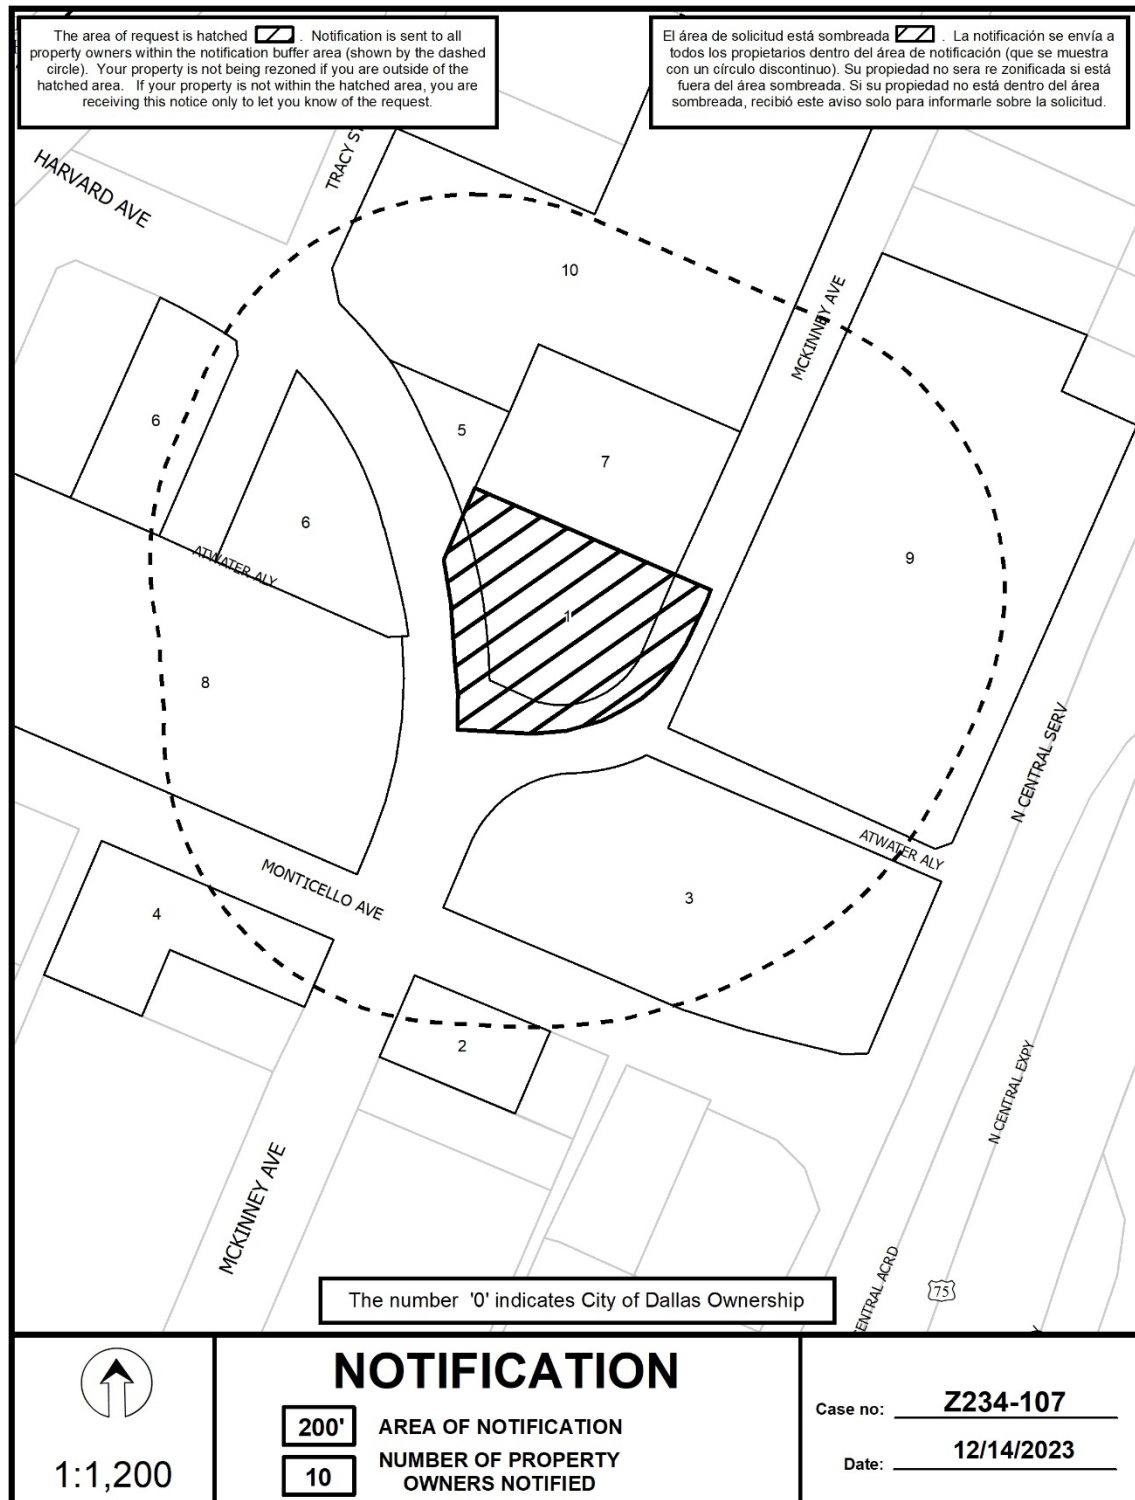 The area of request is hatched . Notification is sent to all
property owners within the notification buffer area (shown by the dashed
circle). Your property is not being rezoned if you are outside of the
hatched area. If your property is not within the hatched area, you are
receiving this notice only to let you know of the request.
El área de solicitud está sombreada . La notificación se envía a
todos los propietarios dentro del área de notificación (que se muestra
con un círculo discontinuo). Su propiedad no sera re zonificada si está
fuera del área sombreada. Si su propiedad no está dentro del área
sombreada, recibió este aviso solo para informarle sobre la solicitud.
HARVARD AVE
TRACY ST
10
MCKINNEY AVE
6
5
7
6
9
ATWATER ALY
1
8
N CENTRAL SERV
ATWATER ALY
MONTICELLO AVE
3
4
2
N CENTRAL EXPY
MCKINNEY AVE
CENTRAL ACRD
75
The number '0' indicates City of Dallas Ownership
1:1,200
NOTIFICATION
200' AREA OF NOTIFICATION
10 NUMBER OF PROPERTY
OWNERS NOTIFIED
Case no: Z234-107
Date: 12/14/2023